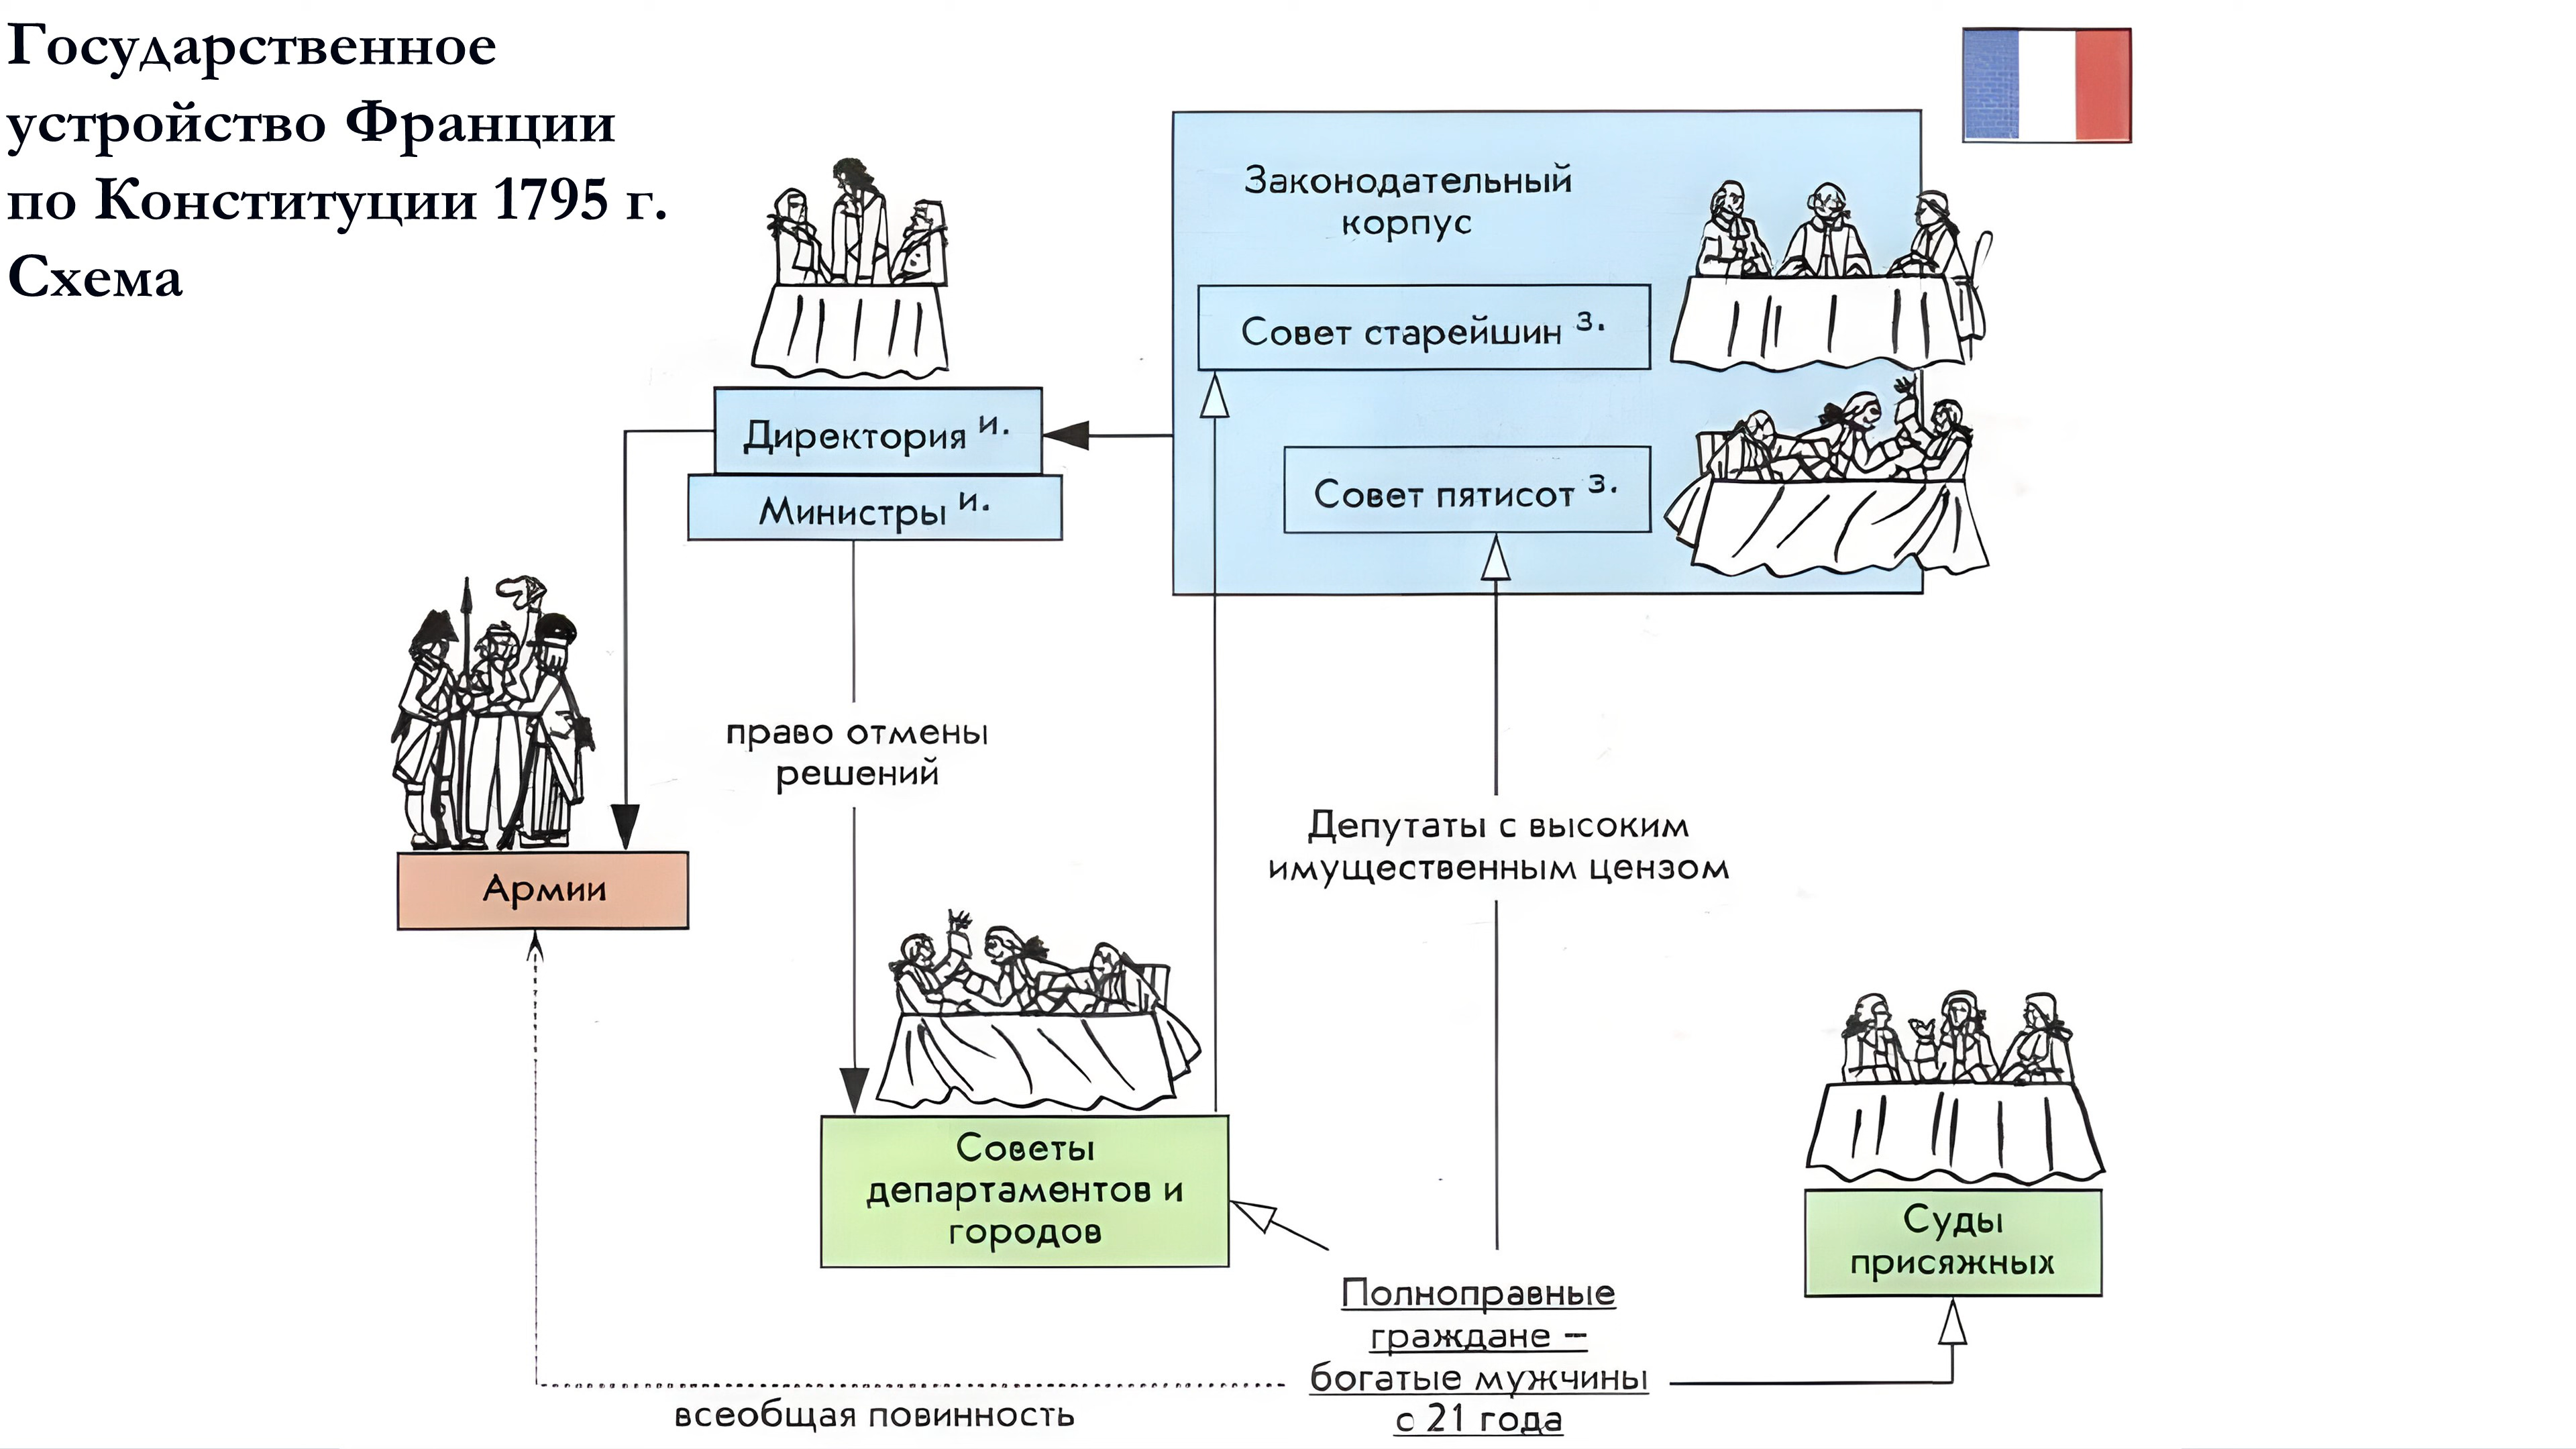 Государственное
устройство Франции
по Конституции 1795 г.
Схема
Законодательный
корпус
Совет старейшин з.
Совет пятисот з.
Директория и.
Министры и.
право отмены
решений
Депутаты с высоким
имущественным цензом
Армии
Советы
департаментов и
городов
Суды
присяжных
Полноправные
граждане –
богатые мужчины
с 21 года
всеобщая повинность